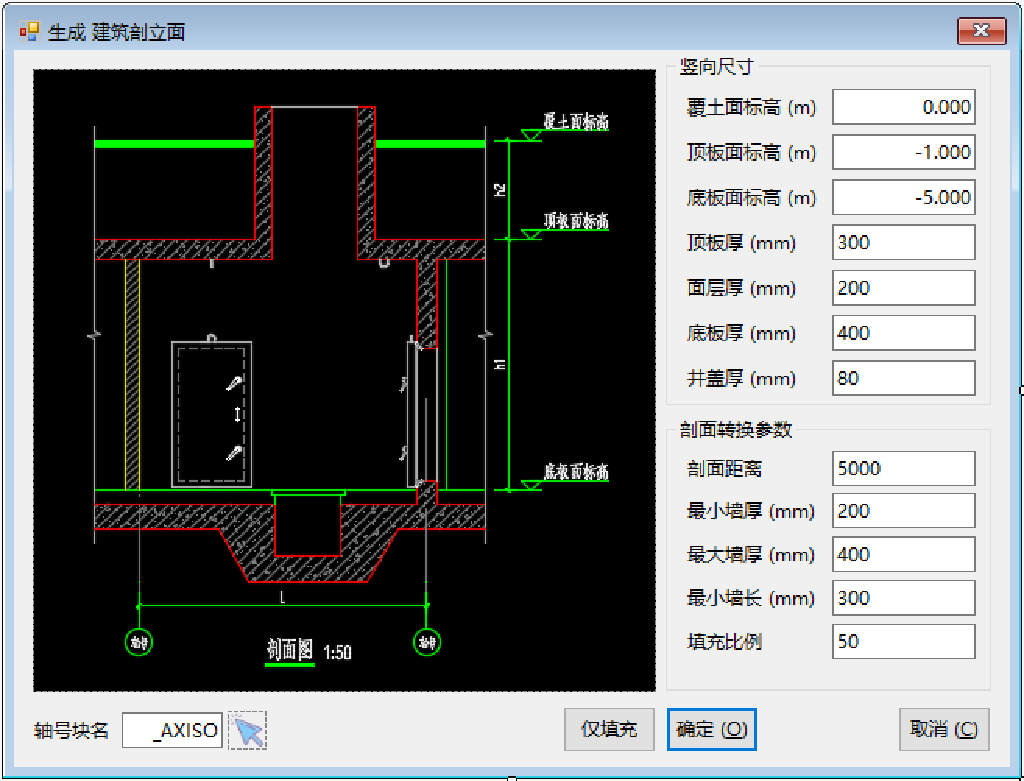 生成 建筑剖立面
覆土面标高
h2
顶板面标高
h1
底板面标高
L
剖面图 1:50
竖向尺寸
覆土面标高 (m) 0.000
顶板面标高 (m) -1.000
底板面标高 (m) -5.000
顶板厚 (mm) 300
面层厚 (mm) 200
底板厚 (mm) 400
井盖厚 (mm) 80
剖面转换参数
剖面距离 5000
最小墙厚 (mm) 200
最大墙厚 (mm) 400
最小墙长 (mm) 300
填充比例 50
轴号块名 _AXISO
仅填充
确定 (O)
取消 (C)